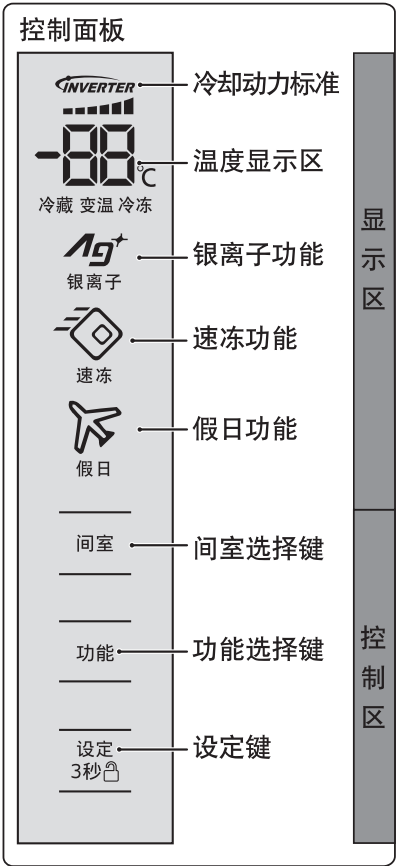 控制面板
INVERTER
冷却动力标准
-88℃
温度显示区
冷藏 变温 冷冻
Ag+
银离子功能
银离子
速冻功能
速冻
假日功能
假日
间室
间室选择键
功能
功能选择键
设定
3秒
设定键
显示区
控制区